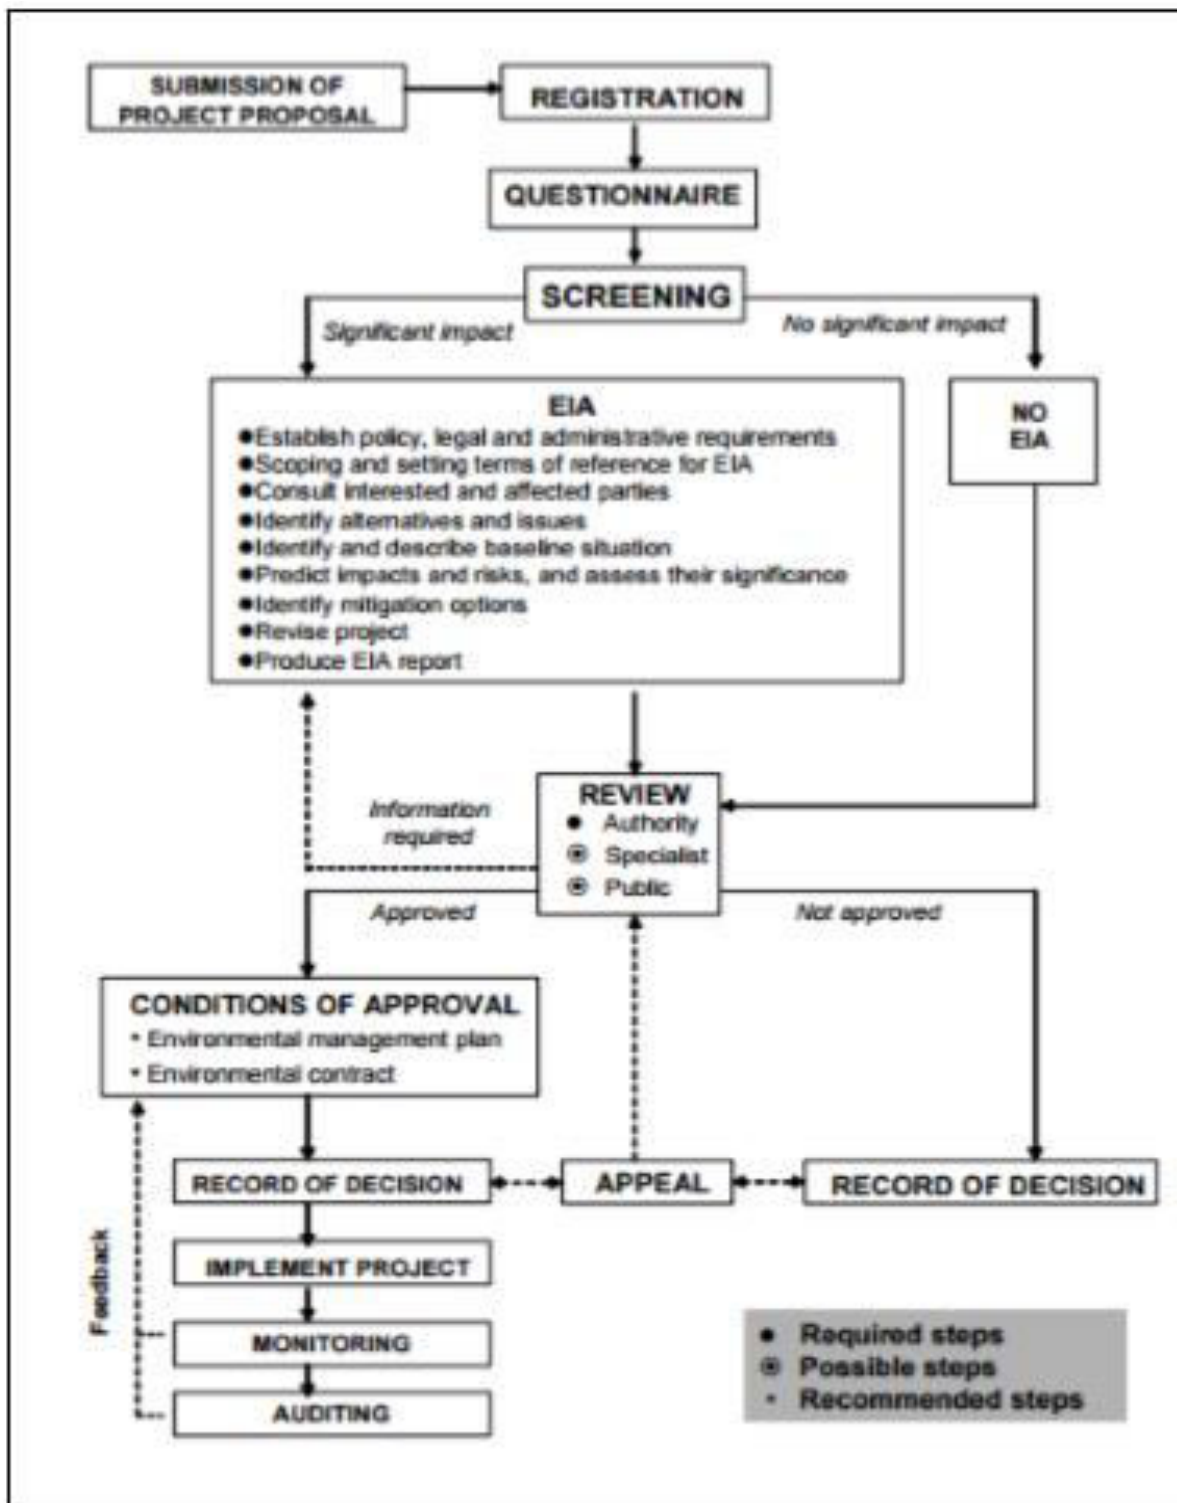 SUBMISSION OF
PROJECT PROPOSAL
REGISTRATION
QUESTIONNAIRE
SCREENING
Significant impact
No significant impact
EIA
●Establish policy, legal and administrative requirements
●Scoping and setting terms of reference for EIA
●Consult interested and affected parties
●Identify alternatives and issues
●Identify and describe baseline situation
●Predict impacts and risks, and assess their significance
●Identify mitigation options
●Revise project
●Produce EIA report
NO
EIA
REVIEW
● Authority
◉ Specialist
◉ Public
Information
required
Approved
Not approved
CONDITIONS OF APPROVAL
• Environmental management plan
• Environmental contract
RECORD OF DECISION
APPEAL
RECORD OF DECISION
IMPLEMENT PROJECT
MONITORING
AUDITING
Feedback
● Required steps
◉ Possible steps
• Recommended steps